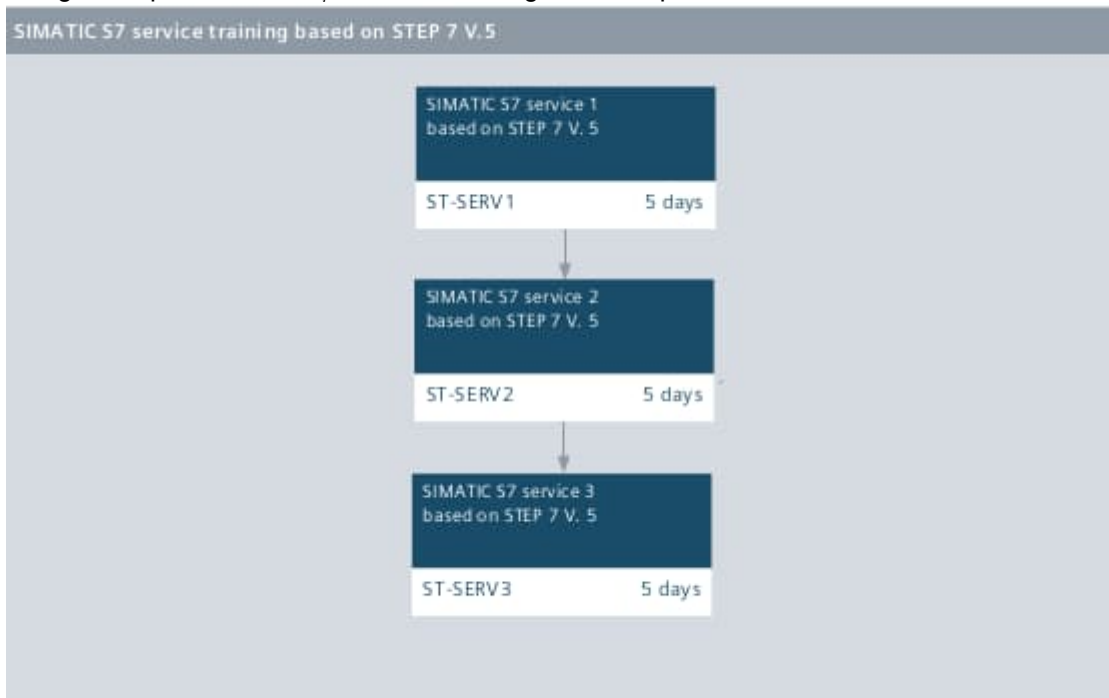 SIMATIC S7 service training based on STEP 7 V.5
SIMATIC S7 service 1
based on STEP 7 V. 5
ST-SERV1 5 days
SIMATIC S7 service 2
based on STEP 7 V. 5
ST-SERV2 5 days
SIMATIC S7 service 3
based on STEP 7 V. 5
ST-SERV3 5 days